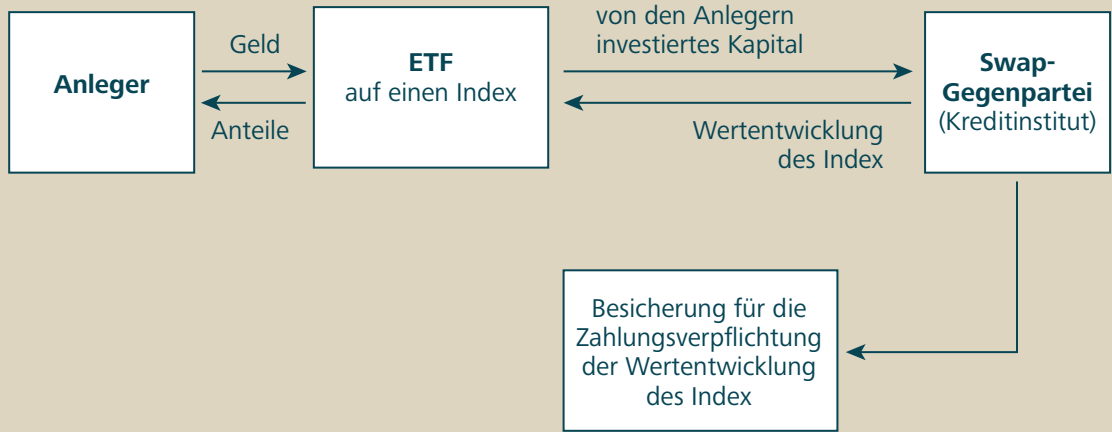 Anleger
Geld
Anteile
ETF
auf einen Index
von den Anlegern
investiertes Kapital
Wertentwicklung
des Index
Swap-
Gegenpartei
(Kreditinstitut)
Besicherung für die
Zahlungsverpflichtung
der Wertentwicklung
des Index